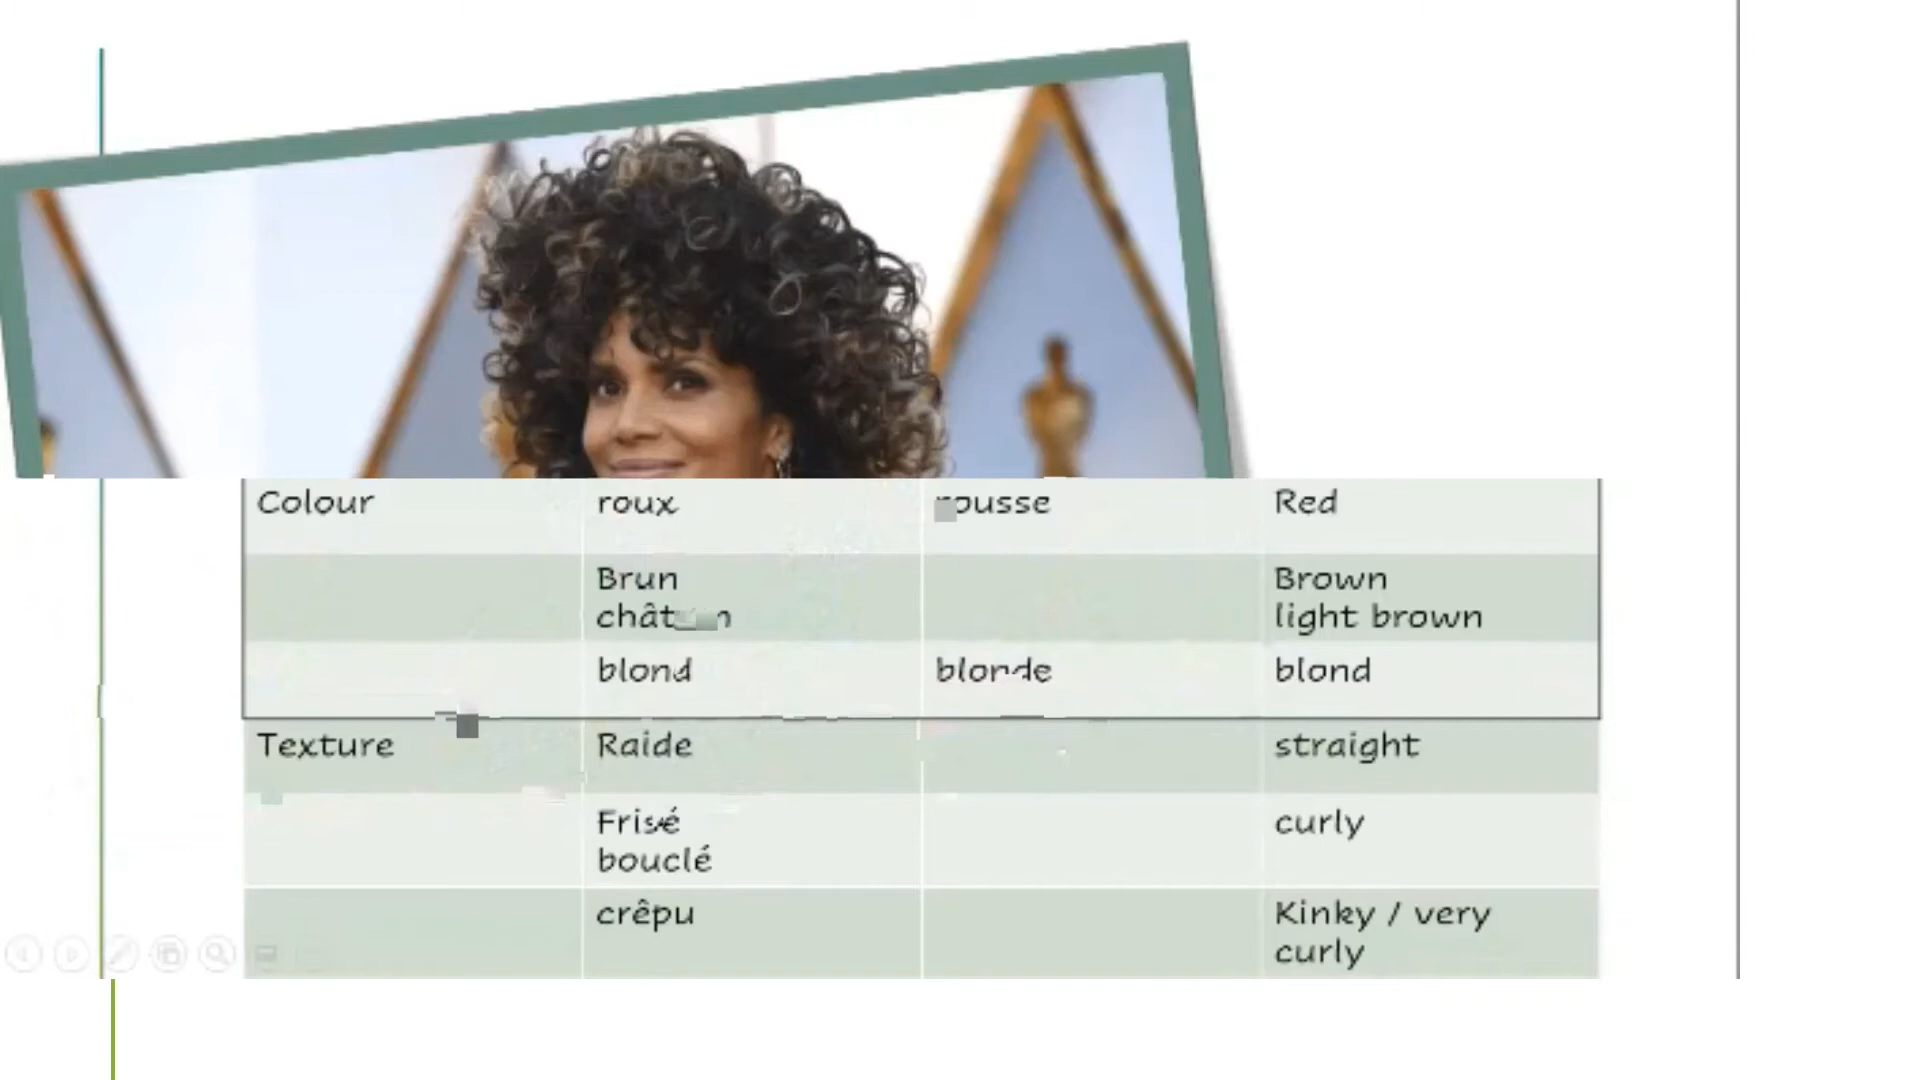 Colour roux rousse Red
Brun Brown
light brown
blond blonde blond
Texture Raide straight
Frisé curly
bouclé
crêpu Kinky / very
curly